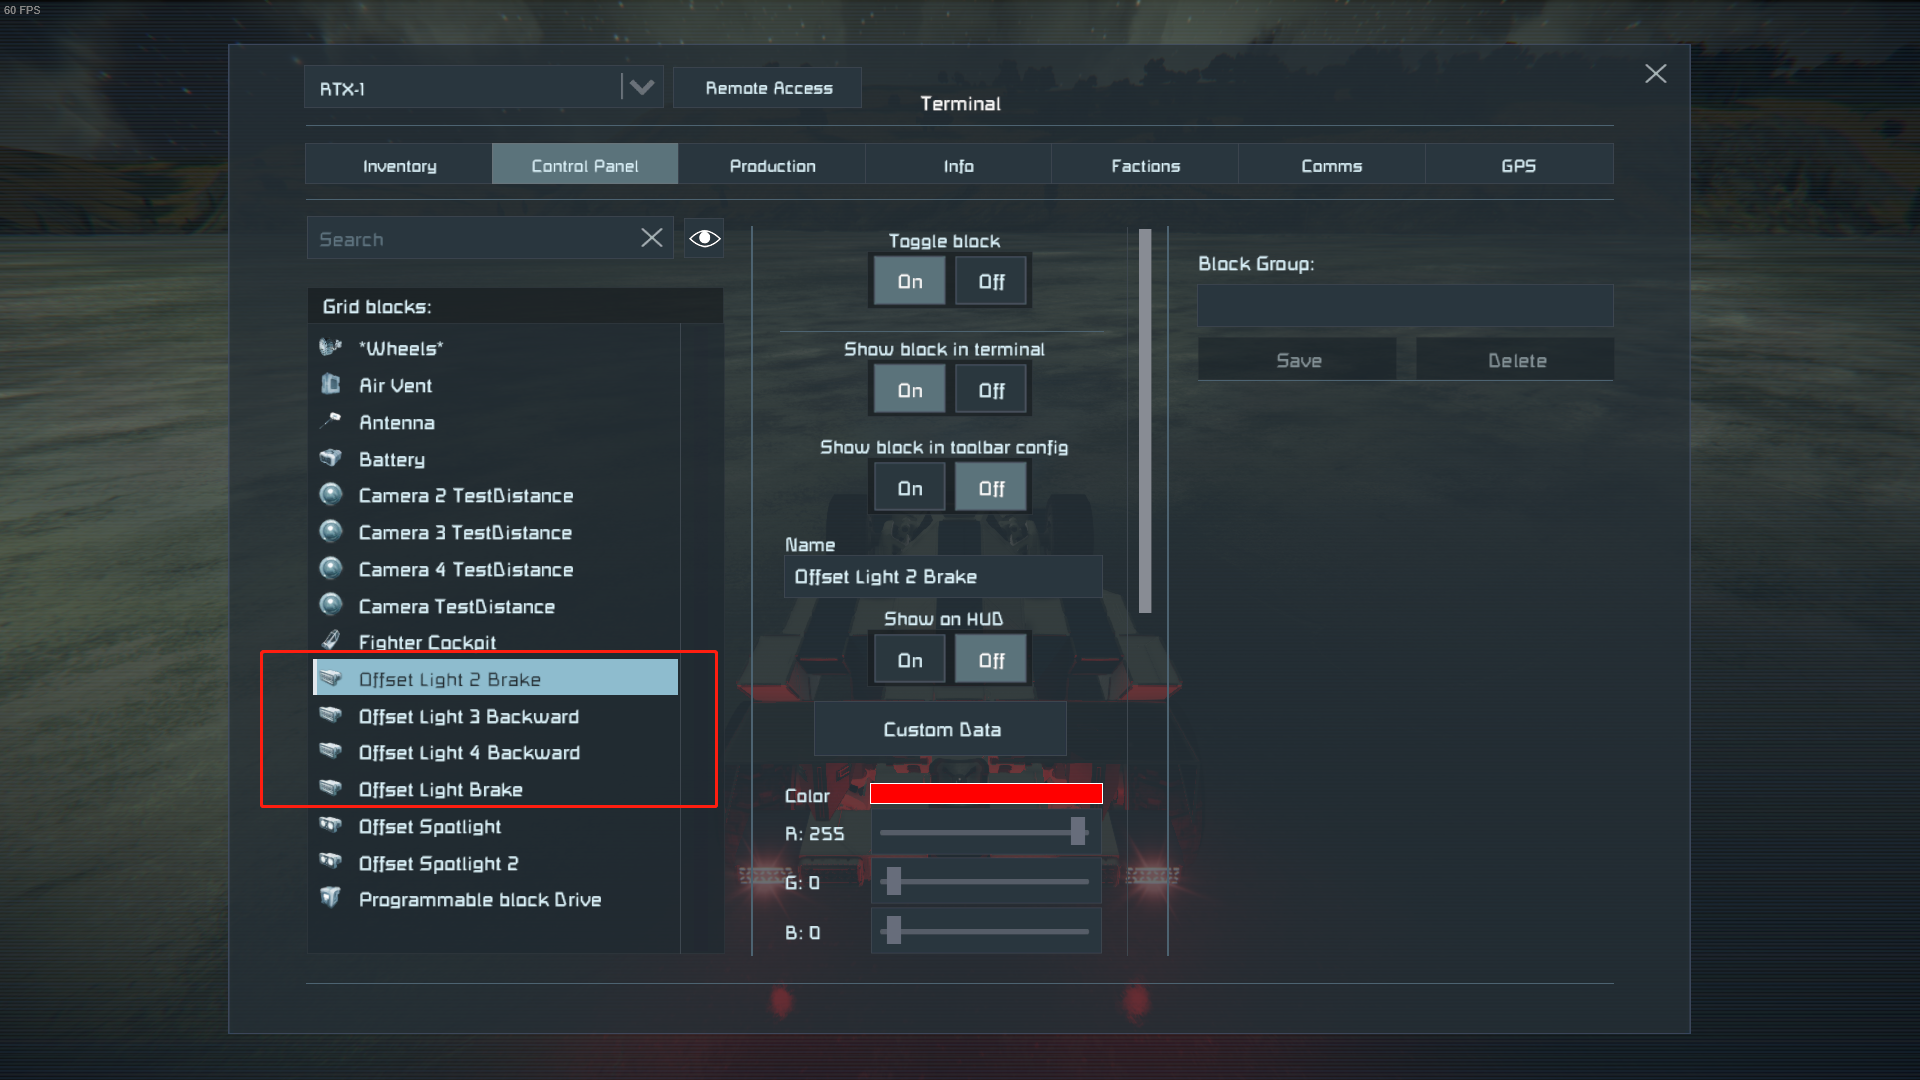 60 FPS
RTX-1
Remote Access
Terminal
Inventory
Control Panel
Production
Info
Factions
Comms
GPS
Search
Grid blocks:
*Wheels*
Air Vent
Antenna
Battery
Camera 2 TestDistance
Camera 3 TestDistance
Camera 4 TestDistance
Camera TestDistance
Fighter Cockpit
Offset Light 2 Brake
Offset Light 3 Backward
Offset Light 4 Backward
Offset Light Brake
Offset Spotlight
Offset Spotlight 2
Programmable block Drive
Toggle block
On Off
Show block in terminal
On Off
Show block in toolbar config
On Off
Name
Offset Light 2 Brake
Show on HUD
On Off
Custom Data
Color
R: 255
G: 0
B: 0
Block Group:
Save
Delete